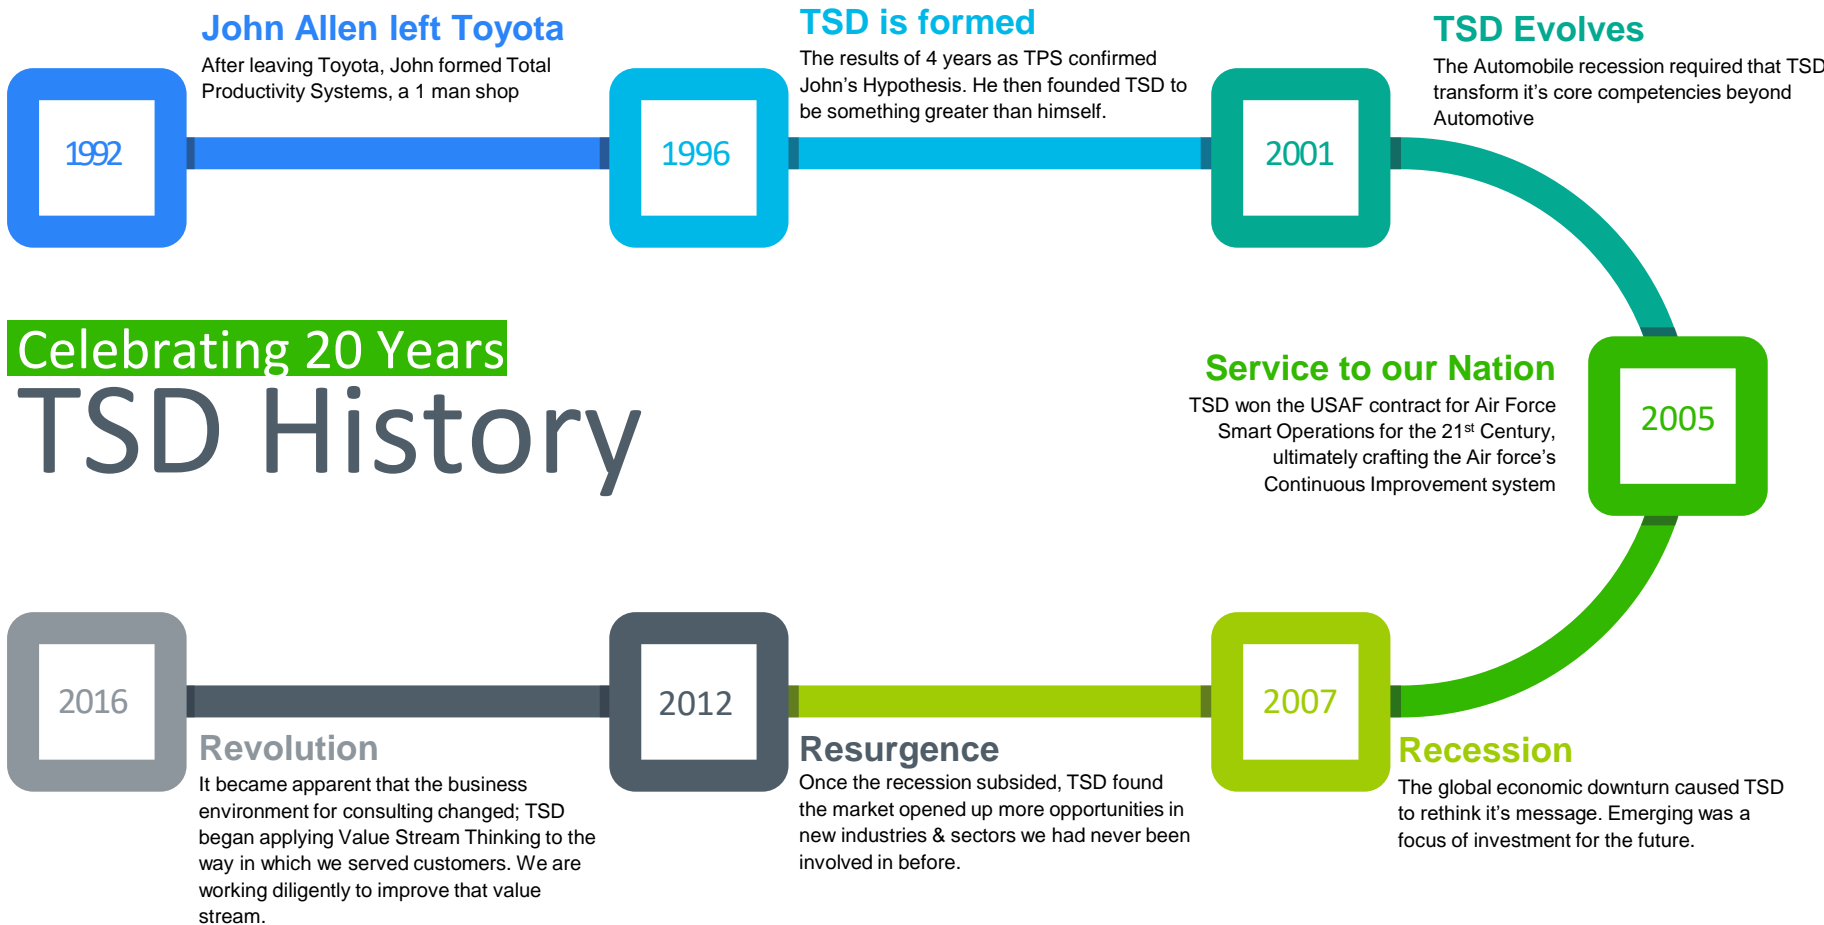 John Allen left Toyota
After leaving Toyota, John formed Total
Productivity Systems, a 1 man shop
1992
TSD is formed
The results of 4 years as TPS confirmed
John’s Hypothesis. He then founded TSD to
be something greater than himself.
1996
TSD Evolves
The Automobile recession required that TSD
transform it’s core competencies beyond
Automotive
2001
Celebrating 20 Years
TSD History
Service to our Nation
TSD won the USAF contract for Air Force
Smart Operations for the 21st Century,
ultimately crafting the Air force’s
Continuous Improvement system
2005
2007
Recession
The global economic downturn caused TSD
to rethink it’s message. Emerging was a
focus of investment for the future.
2012
Resurgence
Once the recession subsided, TSD found
the market opened up more opportunities in
new industries & sectors we had never been
involved in before.
2016
Revolution
It became apparent that the business
environment for consulting changed; TSD
began applying Value Stream Thinking to the
way in which we served customers. We are
working diligently to improve that value
stream.